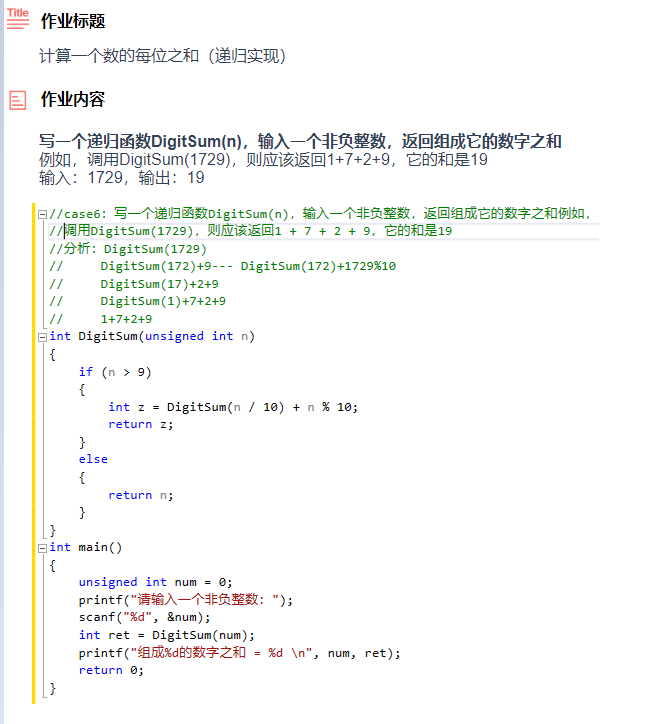 Title 作业标题
计算一个数的每位之和（递归实现）
作业内容
写一个递归函数DigitSum(n)，输入一个非负整数，返回组成它的数字之和
例如，调用DigitSum(1729)，则应该返回1+7+2+9，它的和是19
输入：1729，输出：19
//case6：写一个递归函数DigitSum(n)，输入一个非负整数，返回组成它的数字之和例如，
//调用DigitSum(1729)，则应该返回1 + 7 + 2 + 9，它的和是19
//分析：DigitSum(1729)
//     DigitSum(172)+9--- DigitSum(172)+1729%10
//     DigitSum(17)+2+9
//     DigitSum(1)+7+2+9
//     1+7+2+9
int DigitSum(unsigned int n)
{
    if (n > 9)
    {
        int z = DigitSum(n / 10) + n % 10;
        return z;
    }
    else
    {
        return n;
    }
}
int main()
{
    unsigned int num = 0;
    printf("请输入一个非负整数：");
    scanf("%d", &num);
    int ret = DigitSum(num);
    printf("组成%d的数字之和 = %d \n", num, ret);
    return 0;
}